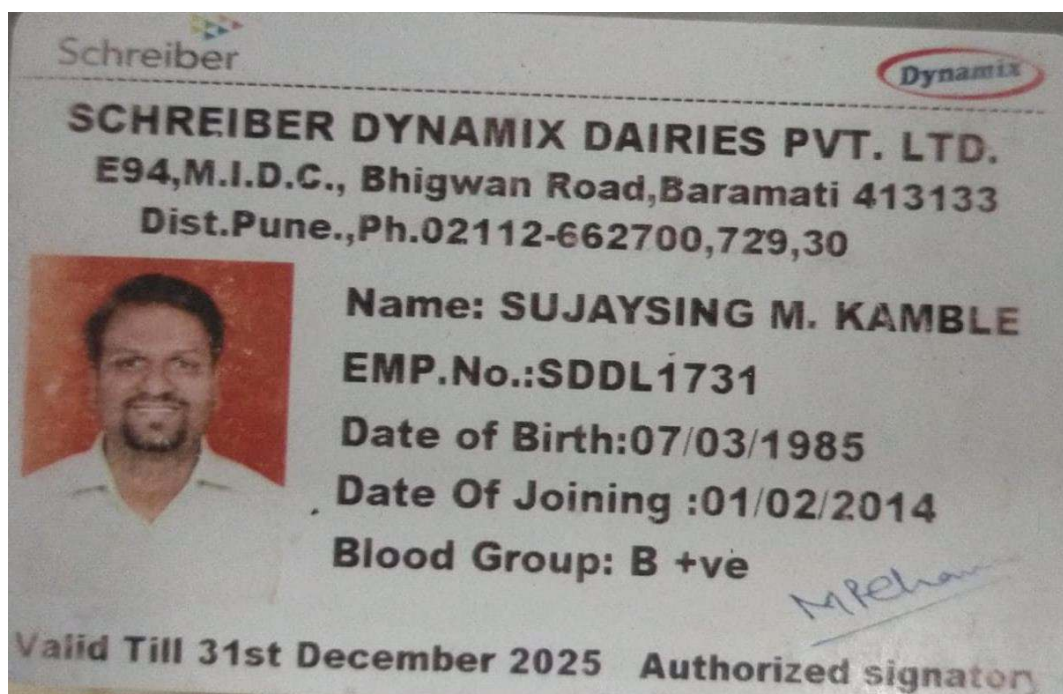 Schreiber
Dynamix
SCHREIBER DYNAMIX DAIRIES PVT. LTD.
E94,M.I.D.C., Bhigwan Road,Baramati 413133
Dist.Pune.,Ph.02112-662700,729,30
Name: SUJAYSING M. KAMBLE
EMP.No.:SDDL1731
Date of Birth:07/03/1985
Date Of Joining :01/02/2014
Blood Group: B +ve
Valid Till 31st December 2025 Authorized signatory